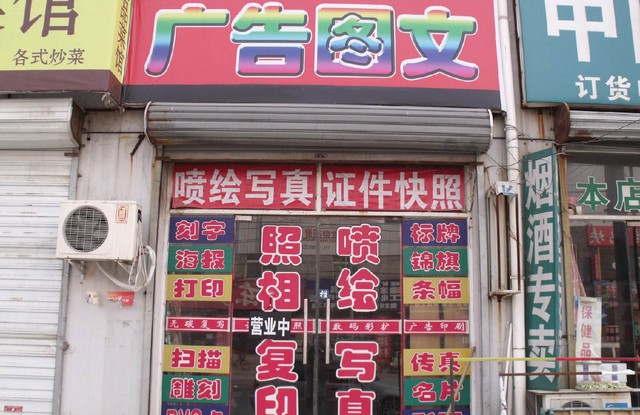 馆
各式炒菜
广告图文
订货
喷绘写真 证件快照
刻字
海报
打印
无碳复写
扫描
雕刻
照相复印
喷绘写真
营业中
数码彩扩
广告印刷
标牌
锦旗
条幅
传真
名片
烟酒专卖
本店
保健品